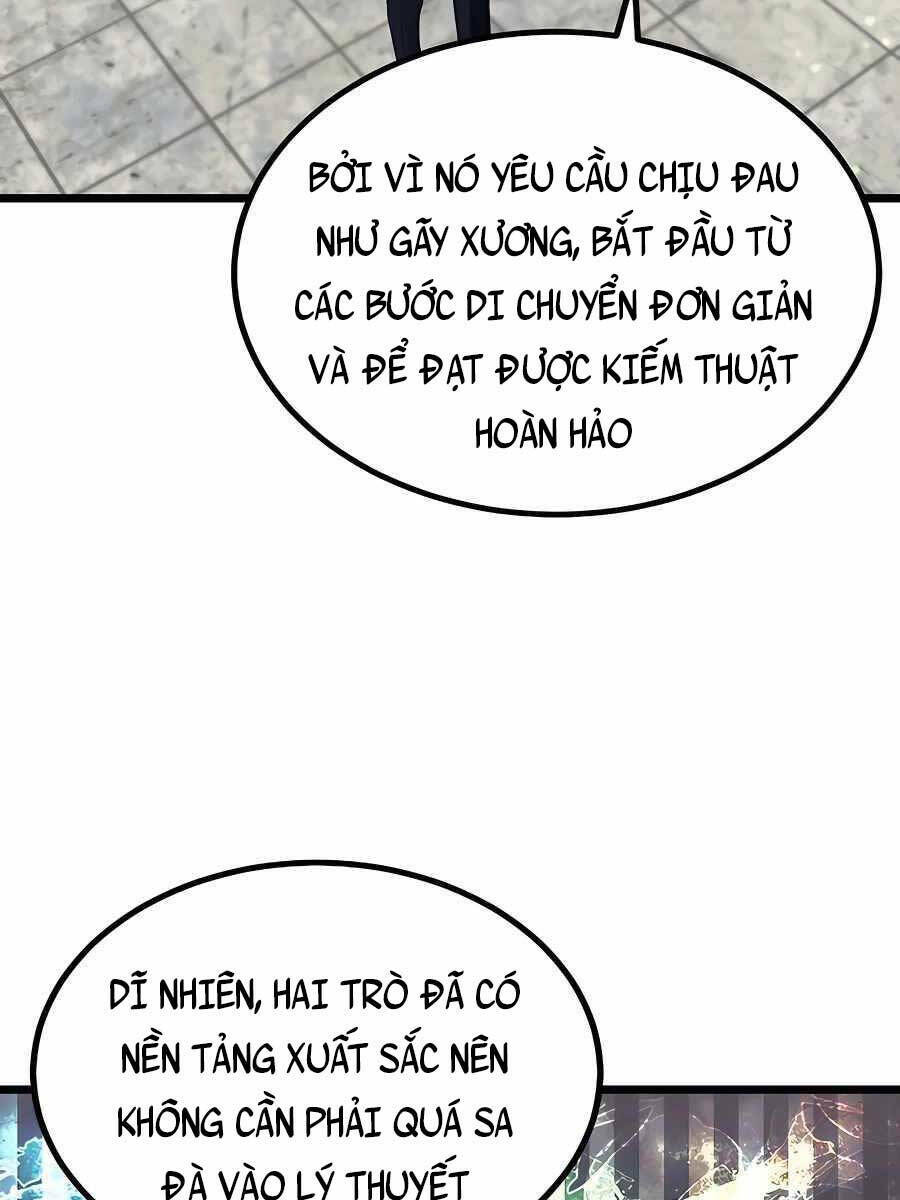 BỞI VÌ NÓ YÊU CẦU CHỊU ĐAU
NHƯ GÃY XƯƠNG, BẮT ĐẦU TỪ
CÁC BƯỚC DI CHUYỂN ĐƠN GIẢN
VÀ ĐỂ ĐẠT ĐƯỢC KIẾM THUẬT
HOÀN HẢO
DĨ NHIÊN, HAI TRÒ ĐÃ CÓ
NỀN TẢNG XUẤT SẮC NÊN
KHÔNG CẦN PHẢI QUÁ SA
ĐÀ VÀO LÝ THUYẾT